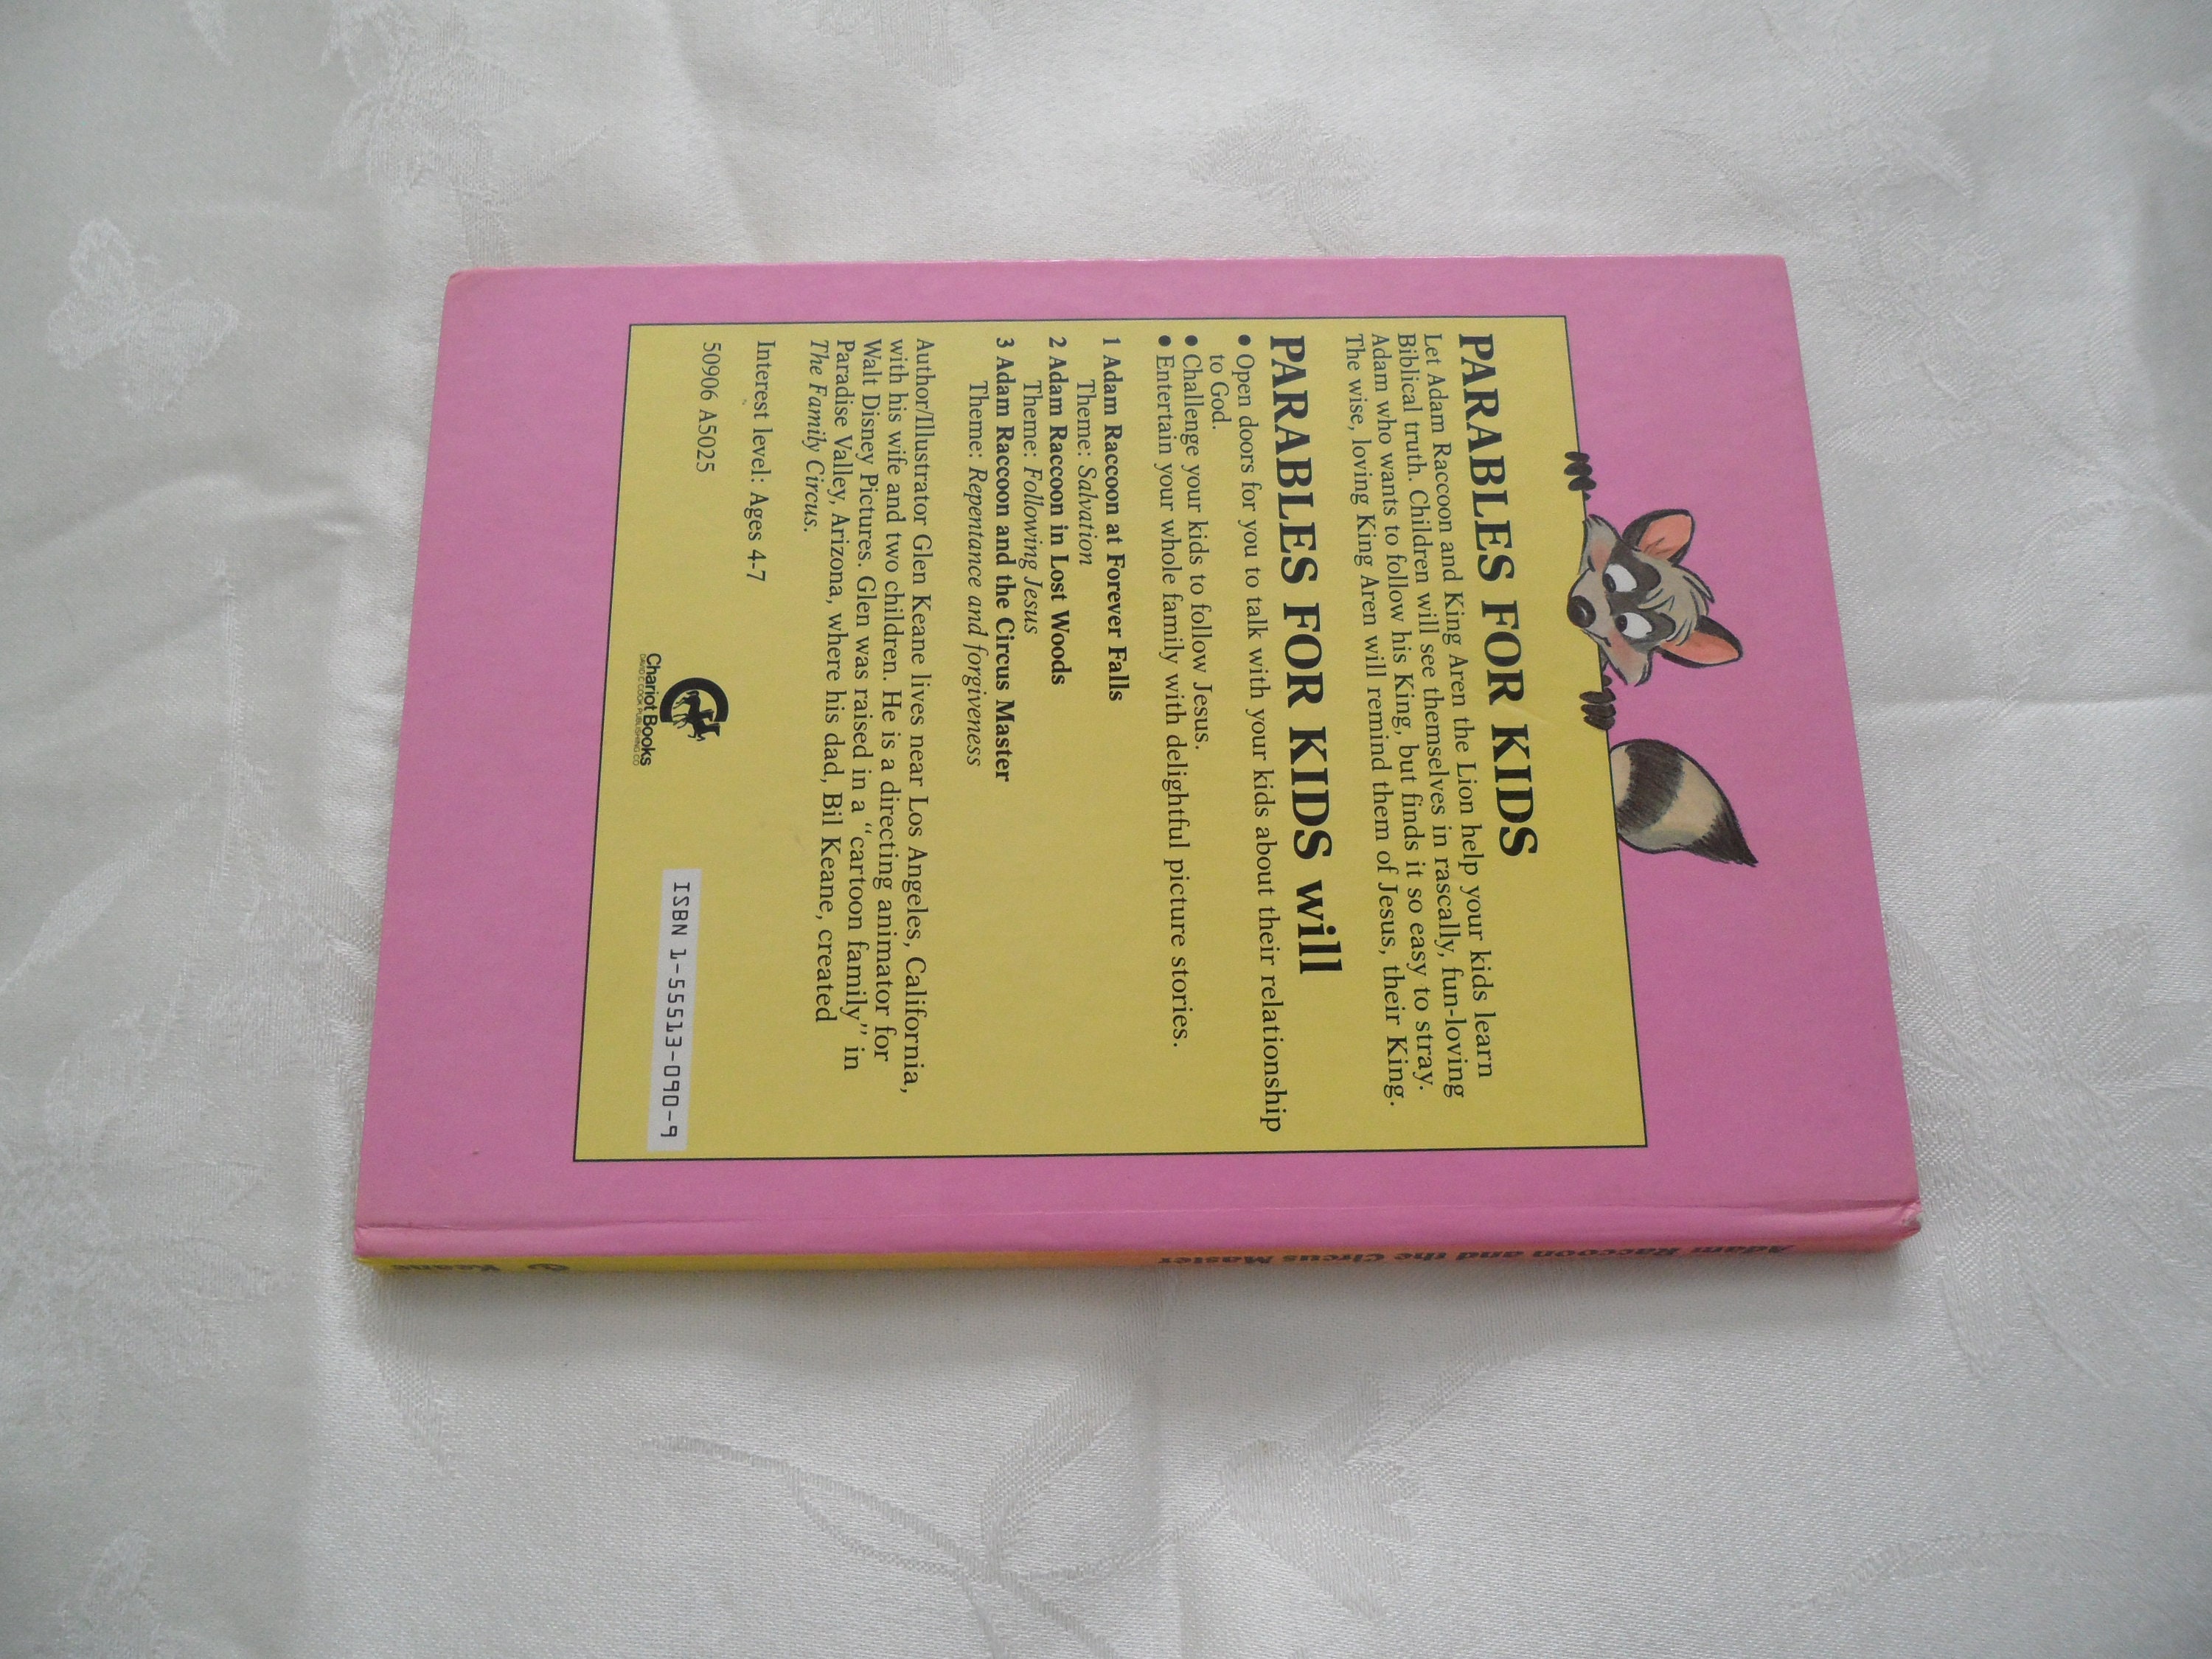 PARABLES FOR KIDS
Let Adam Raccoon and King Aren the Lion help your kids learn
Biblical truth. Children will see themselves in rascally, fun-loving
Adam who wants to follow his King, but finds it so easy to stray.
The wise, loving King Aren will remind them of Jesus, their King.
PARABLES FOR KIDS will
• Open doors for you to talk with your kids about their relationship
to God.
• Challenge your kids to follow Jesus.
• Entertain your whole family with delightful picture stories.
1 Adam Raccoon at Forever Falls
Theme: Salvation
2 Adam Raccoon in Lost Woods
Theme: Following Jesus
3 Adam Raccoon and the Circus Master
Theme: Repentance and forgiveness
Author/Illustrator Glen Keane lives near Los Angeles, California,
with his wife and two children. He is a directing animator for
Walt Disney Pictures. Glen was raised in a “cartoon family” in
Paradise Valley, Arizona, where his dad, Bil Keane, created
The Family Circus.
Interest level: Ages 4-7
50906 A5025
Chariot Books
DAVID C. COOK PUBLISHING CO
ISBN 1-55513-090-9
Adam Raccoon and the Circus Master
Keane